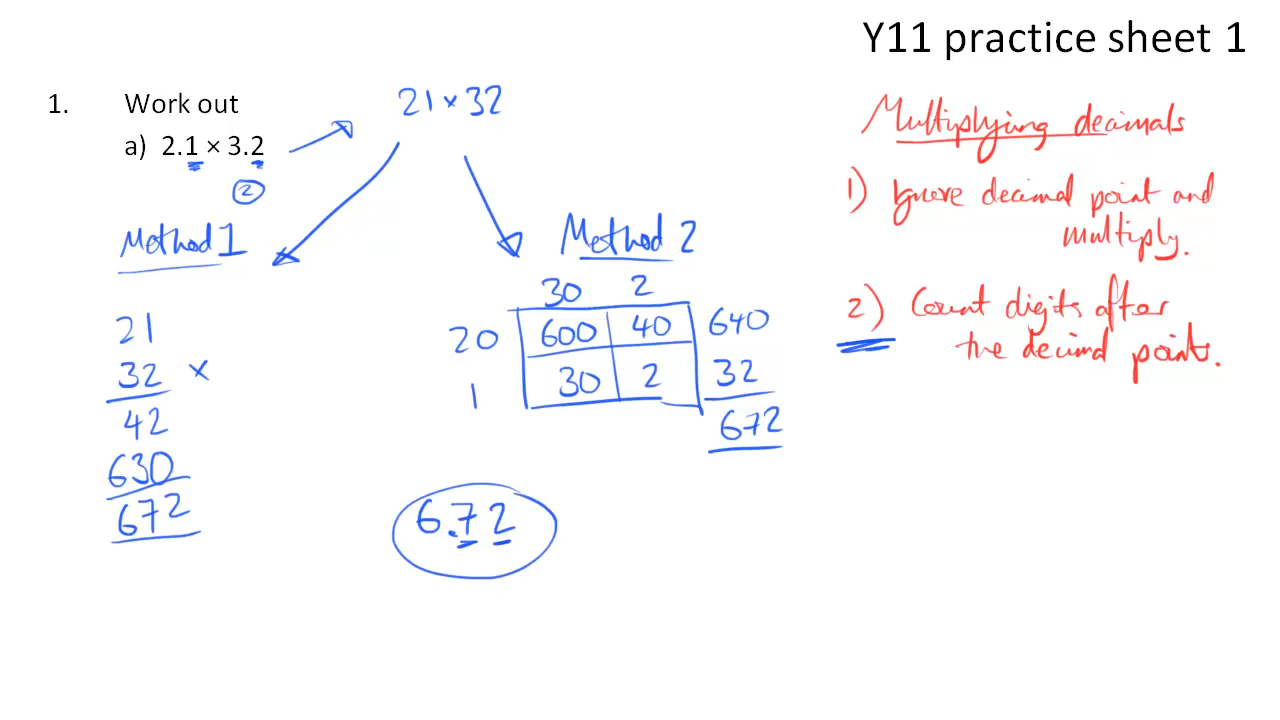 Y11 practice sheet 1
1. Work out
a) 2.1 × 3.2
②
21 × 32
Method 1
21
32 ×
42
630
672
Method 2
30 2
20 600 40 640
1 30 2 32
672
6.72
Multiplying decimals
1) Ignore decimal point and
multiply.
2) Count digits after
the decimal points.